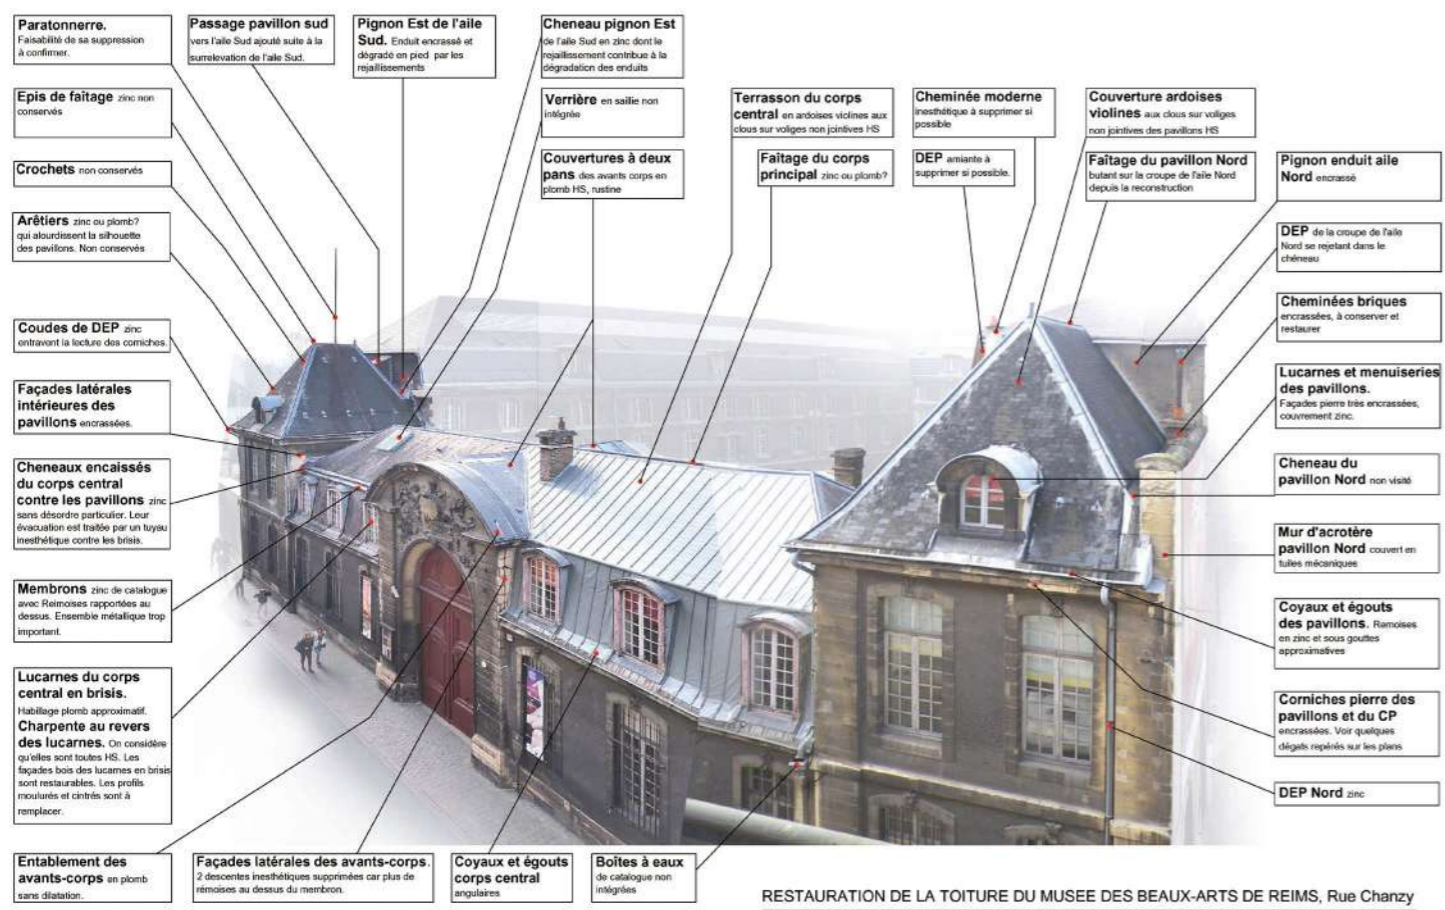 Paratonnerre.
Faisabilité de sa suppression
à confirmer.
Passage pavillon sud
vers l'aile Sud ajouté suite à la
surrelevation de l'aile Sud.
Pignon Est de l'aile
Sud. Enduit encrassé et
dégradé en pied par les
rejaillissements
Cheneau pignon Est
de l'aile Sud en zinc dont le
rejaillissement contribue à la
dégradation des enduits
Epis de faîtage zinc non
conservés
Verrière en saillie non
intégrée
Terrasson du corps
central en ardoises violines aux
clous sur voliges non jointives HS
Cheminée moderne
inesthétique à supprimer si
possible
Couverture ardoises
violines aux clous sur voliges
non jointives des pavillons HS
Crochets non conservés
Couvertures à deux
pans des avants corps en
plomb HS, rustine
Faîtage du corps
principal zinc ou plomb?
DEP amiante à
supprimer si possible.
Faîtage du pavillon Nord
butant sur la croupe de l'aile Nord
depuis la reconstruction
Pignon enduit aile
Nord encrassé
Arêtiers zinc ou plomb?
qui alourdissent la silhouette
des pavillons. Non conservés
DEP de la croupe de l'aile
Nord se rejetant dans le
chéneau
Coudes de DEP zinc
entravent la lecture des corniches.
Cheminées briques
encrassées, à conserver et
restaurer
Façades latérales
intérieures des
pavillons encrassées.
Lucarnes et menuiseries
des pavillons.
Façades pierre très encrassées,
couvrement zinc.
Cheneaux encaissés
du corps central
contre les pavillons zinc
sans désordre particulier. Leur
évacuation est traitée par un tuyau
inesthétique contre les brisis.
Cheneau du
pavillon Nord non visité
Mur d'acrotère
pavillon Nord couvert en
tuiles mécaniques
Membrons zinc de catalogue
avec Reimoises rapportées au
dessus. Ensemble métallique trop
important.
Coyaux et égouts
des pavillons. Remoises
en zinc et sous gouttes
approximatives
Lucarnes du corps
central en brisis.
Habillage plomb approximatif.
Charpente au revers
des lucarnes. On considère
qu'elles sont toutes HS. Les
façades bois des lucarnes en brisis
sont restaurables. Les profils
moulurés et cintrés sont à
remplacer.
Corniches pierre des
pavillons et du CP
encrassées. Voir quelques
dégats repérés sur les plans
DEP Nord zinc
Entablement des
avants-corps en plomb
sans dilatation.
Façades latérales des avants-corps.
2 descentes inesthétiques supprimées car plus de
rémoises au dessus du membron.
Coyaux et égouts
corps central
angulaires
Boîtes à eaux
de catalogue non
intégrées
RESTAURATION DE LA TOITURE DU MUSEE DES BEAUX-ARTS DE REIMS, Rue Chanzy